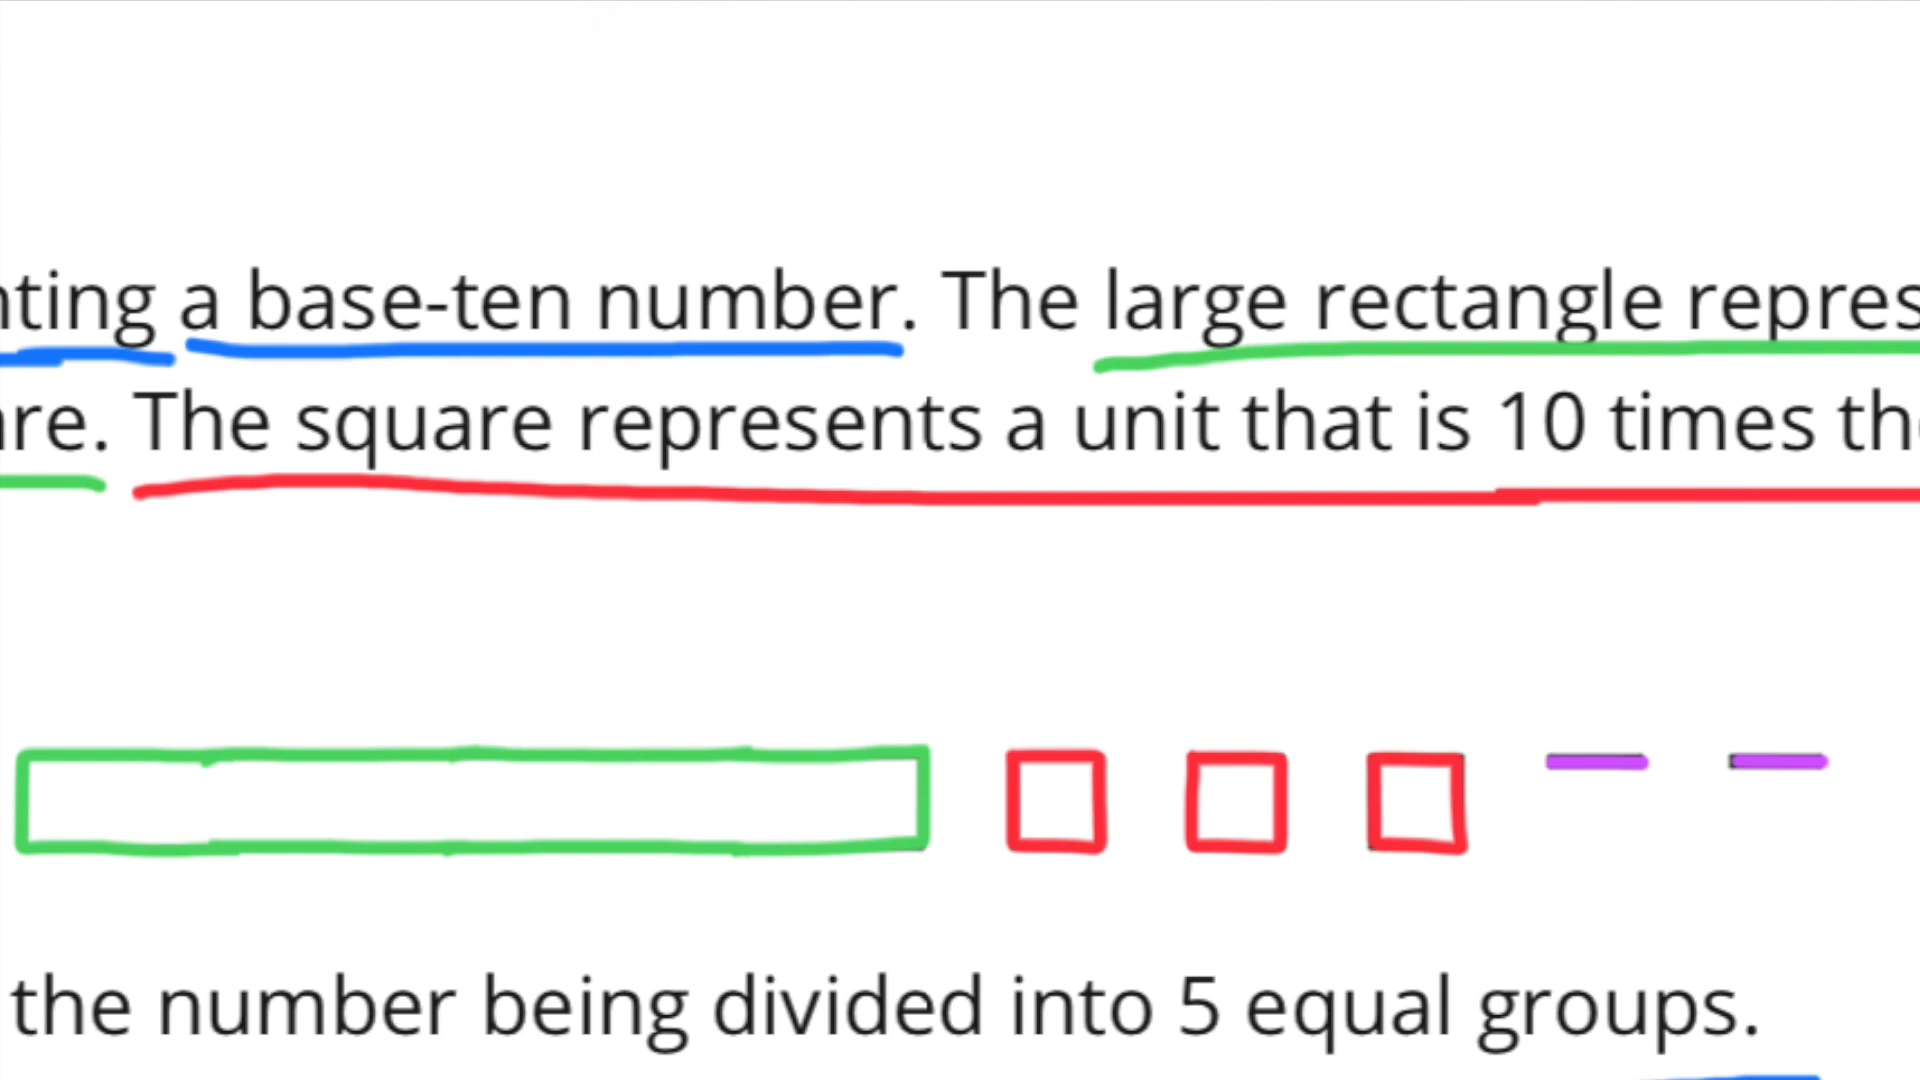 nting a base-ten number. The large rectangle repres
are. The square represents a unit that is 10 times th
the number being divided into 5 equal groups.